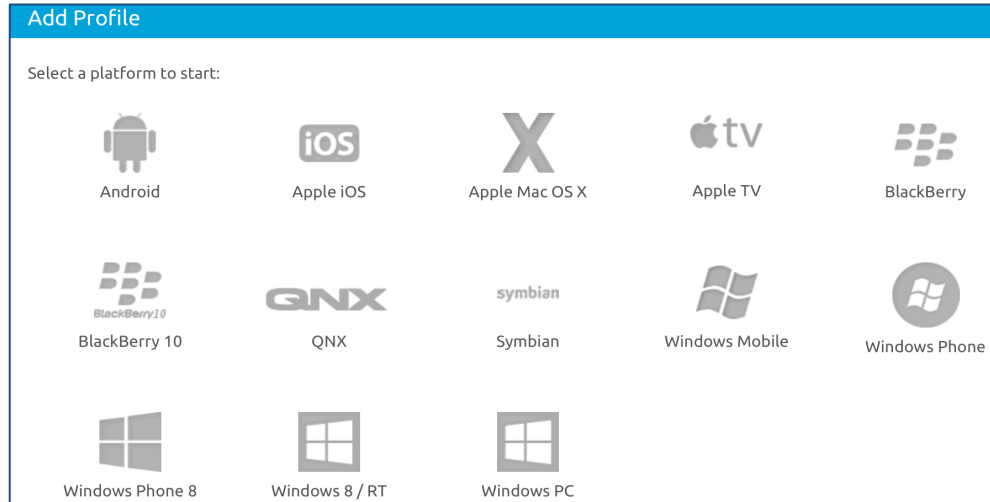 Add Profile
Select a platform to start:
iOS
tv
Android
Apple iOS
Apple Mac OS X
Apple TV
BlackBerry
BlackBerry10
QNX
symbian
BlackBerry 10
QNX
Symbian
Windows Mobile
Windows Phone
Windows Phone 8
Windows 8 / RT
Windows PC